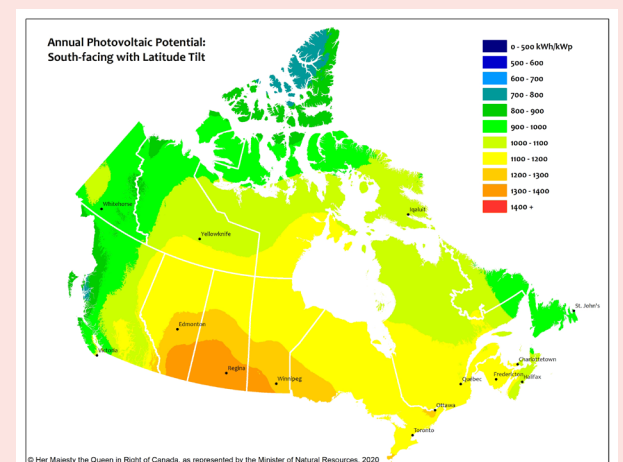 Annual Photovoltaic Potential:
South-facing with Latitude Tilt
0 - 500 kWh/kWp
500 - 600
600 - 700
700 - 800
800 - 900
900 - 1000
1000 - 1100
1100 - 1200
1200 - 1300
1300 - 1400
1400 +
Whitehorse
Iqaluit
Yellowknife
St. John's
Edmonton
Victoria
Charlottetown
Regina
Winnipeg
Québec
Fredericton
Halifax
Ottawa
Toronto
© Her Majesty the Queen in Right of Canada, as represented by the Minister of Natural Resources, 2020